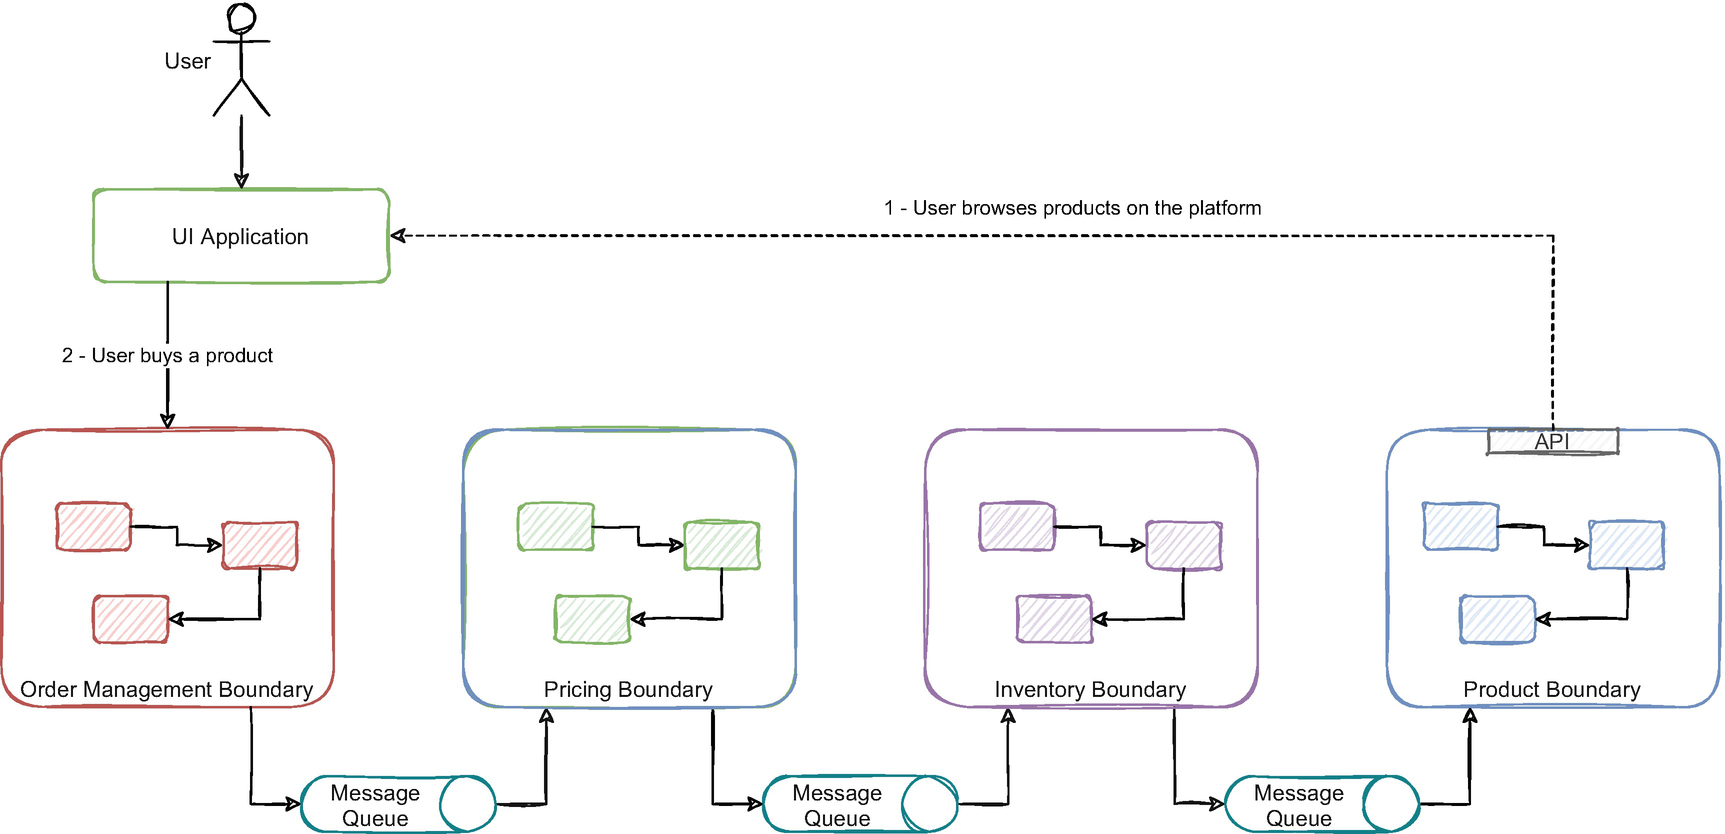 User
UI Application
1 - User browses products on the platform
2 - User buys a product
API
Order Management Boundary
Pricing Boundary
Inventory Boundary
Product Boundary
Message
Queue
Message
Queue
Message
Queue